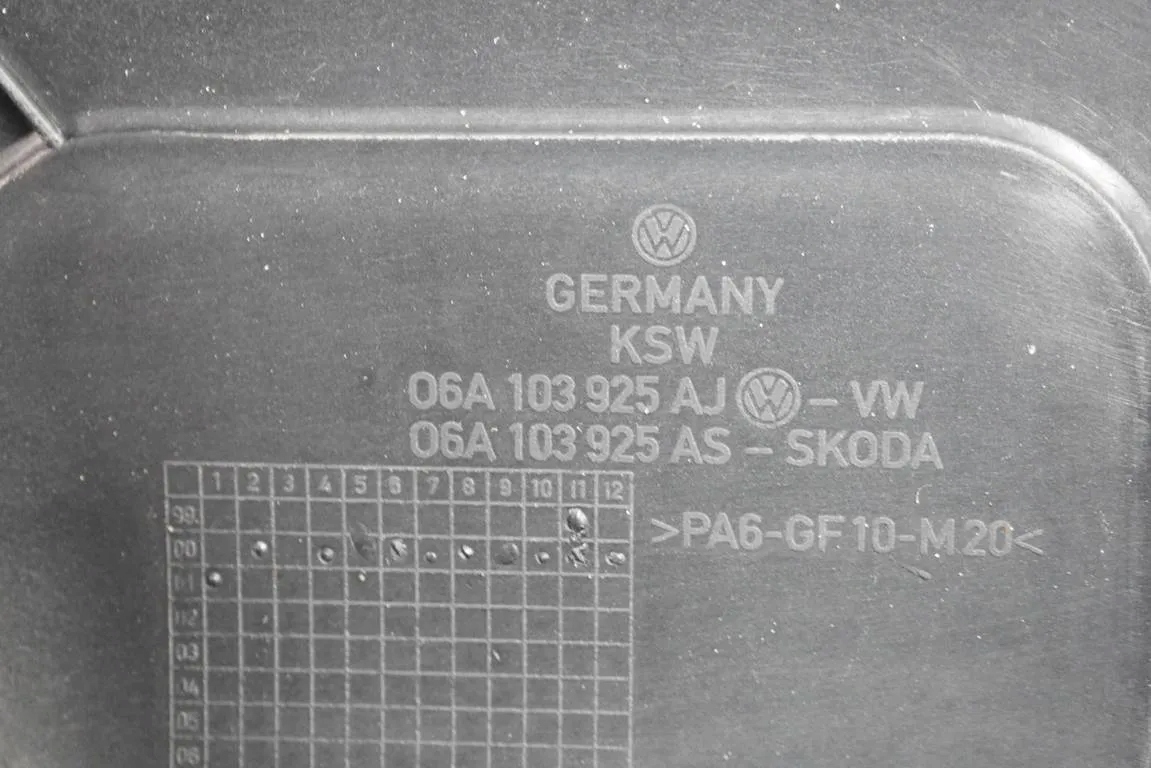 GERMANY
KSW
06A 103 925 AJ VW – VW
06A 103 925 AS – SKODA
1 2 3 4 5 6 7 8 9 10 11 12
>PA6-GF10-M20<
99
00
01
02
03
04
05
06